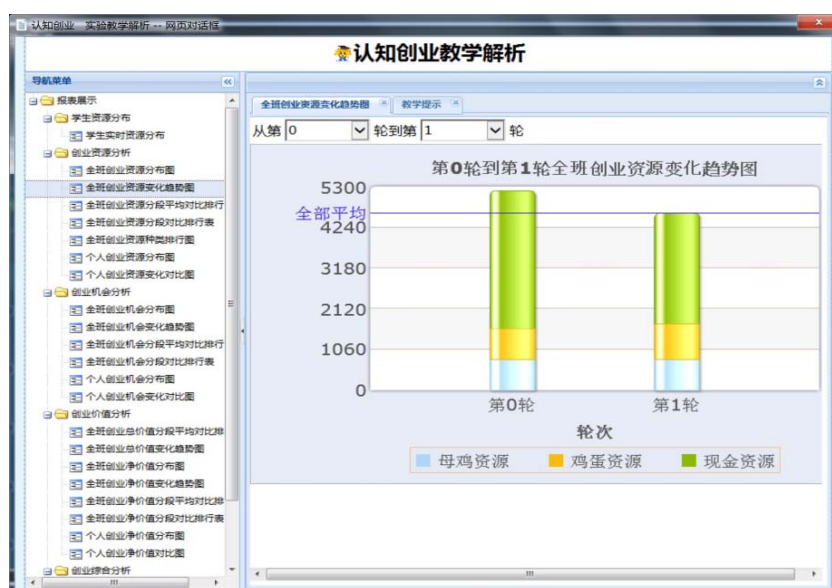 认知创业 实验教学解析 -- 网页对话框
认知创业教学解析
导航菜单
报表展示
学生资源分布
学生实时资源分布
创业资源分析
全班创业资源分布图
全班创业资源变化趋势图
全班创业资源分段平均对比排行
全班创业资源分段对比排行表
全班创业资源种类排行图
个人创业资源分布图
个人创业资源变化对比图
创业机会分析
全班创业机会分布图
全班创业机会变化趋势图
全班创业机会分段平均对比排行
全班创业机会分段对比排行表
个人创业机会分布图
个人创业机会变化对比图
创业价值分析
全班创业总价值分段平均对比排
全班创业总价值变化趋势图
全班创业净价值分布图
全班创业净价值变化趋势图
全班创业净价值分段平均对比排
全班创业净价值分段对比排行表
个人创业净价值分布图
个人创业净价值对比图
创业综合分析
全班创业资源变化趋势图 教学提示
从第 0 轮到第 1 轮
第0轮到第1轮全班创业资源变化趋势图
5300
全部平均
4240
3180
2120
1060
0
第0轮 第1轮
轮次
母鸡资源 鸡蛋资源 现金资源